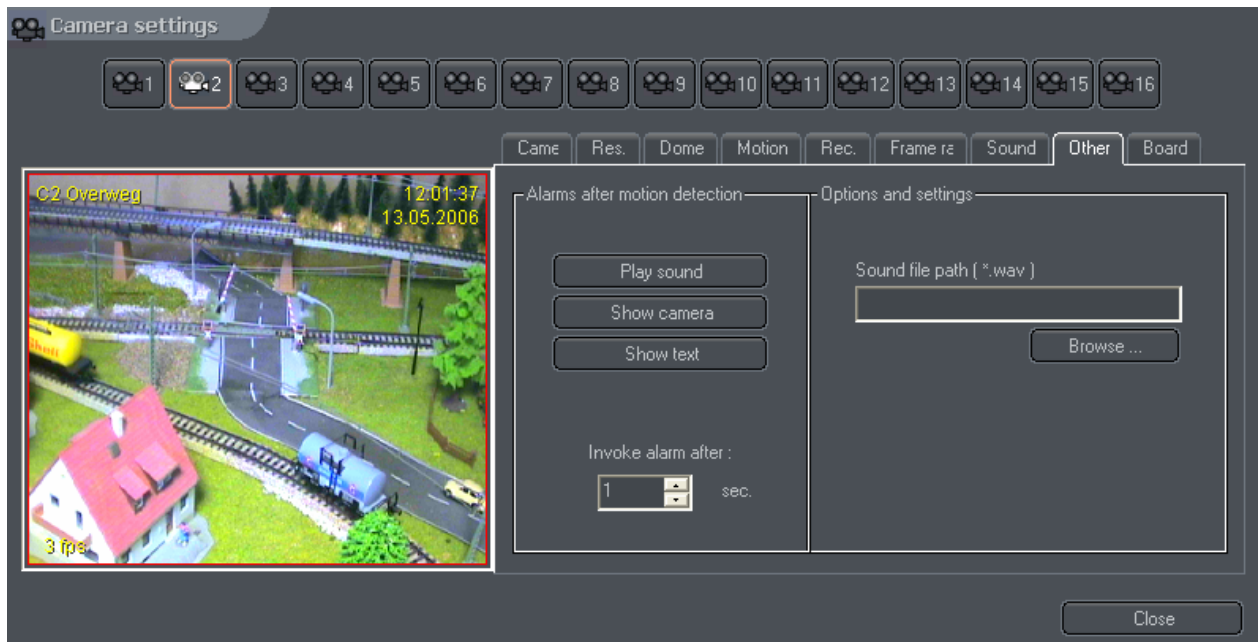 Camera settings
1 2 3 4 5 6 7 8 9 10 11 12 13 14 15 16
Came Res. Dome Motion Rec. Frame ra Sound Other Board
C2 Overweg 12:01:37
13.05.2006
Shell
3 fps
Alarms after motion detection
Play sound
Show camera
Show text
Invoke alarm after :
1 sec.
Options and settings
Sound file path ( *.wav )
Browse ...
Close